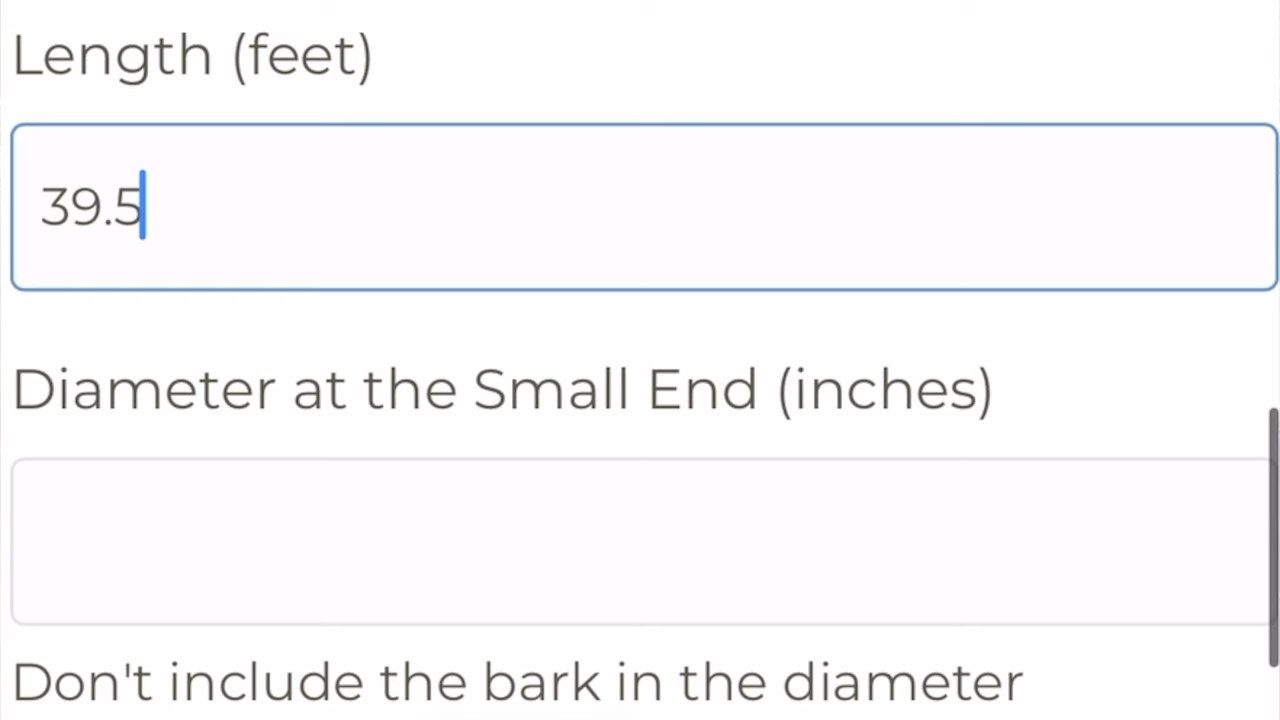 Length (feet)
39.5
Diameter at the Small End (inches)
Don't include the bark in the diameter